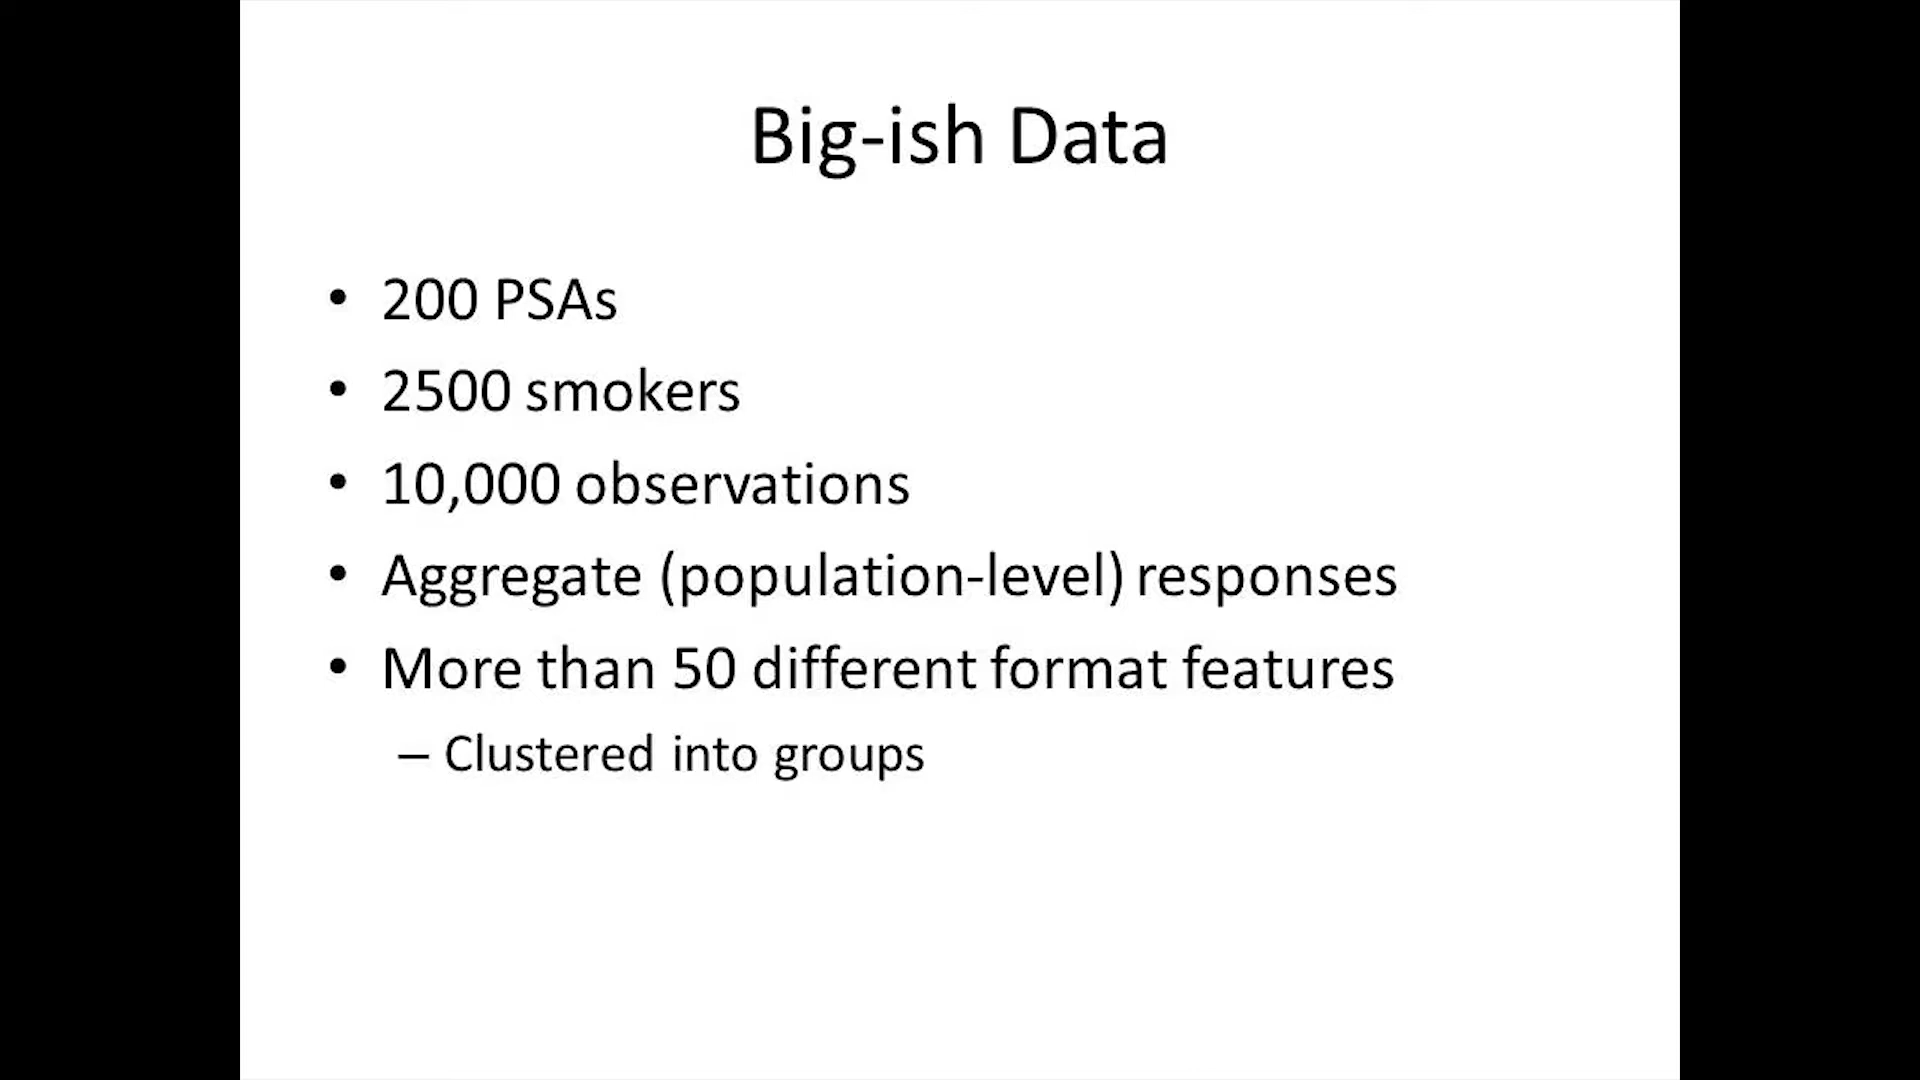 Big-ish Data
• 200 PSAs
• 2500 smokers
• 10,000 observations
• Aggregate (population-level) responses
• More than 50 different format features
– Clustered into groups